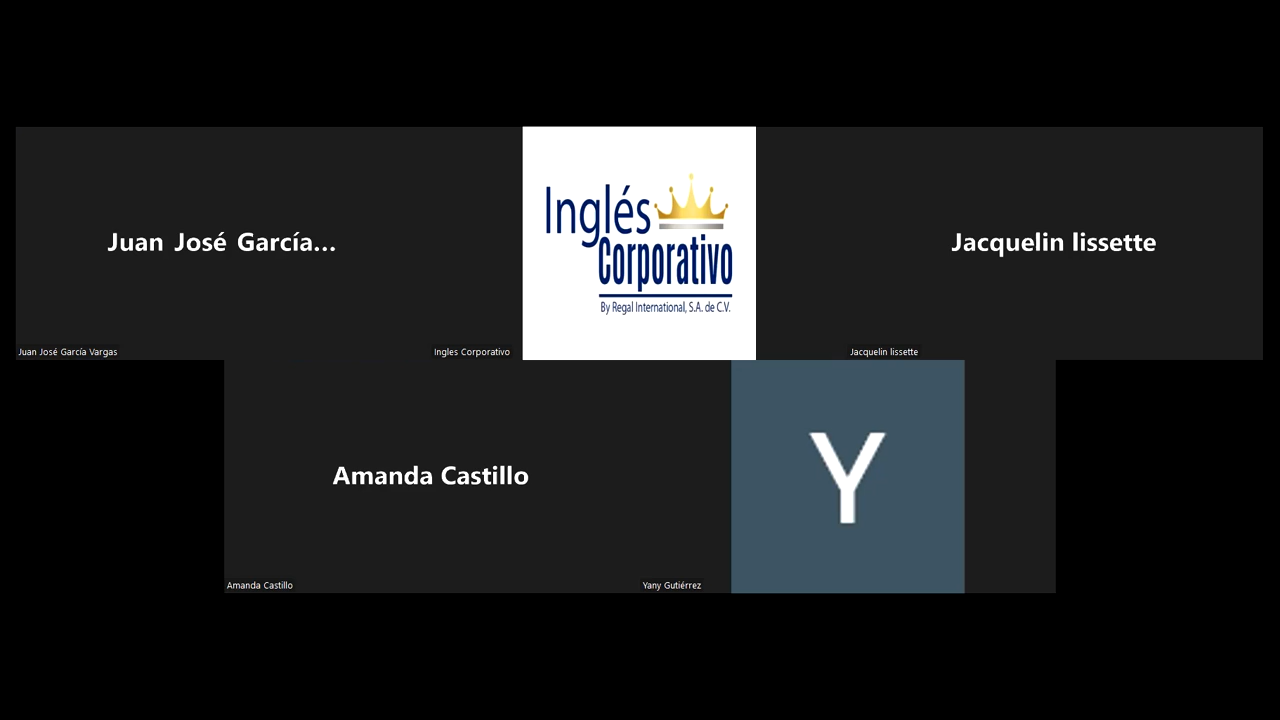 Juan José García...
Juan José García Vargas
Ingles Corporativo
Inglés
Corporativo
By Regal International, S.A. de C.V.
Jacquelin lissette
Jacquelin lissette
Amanda Castillo
Amanda Castillo
Yany Gutiérrez
Y